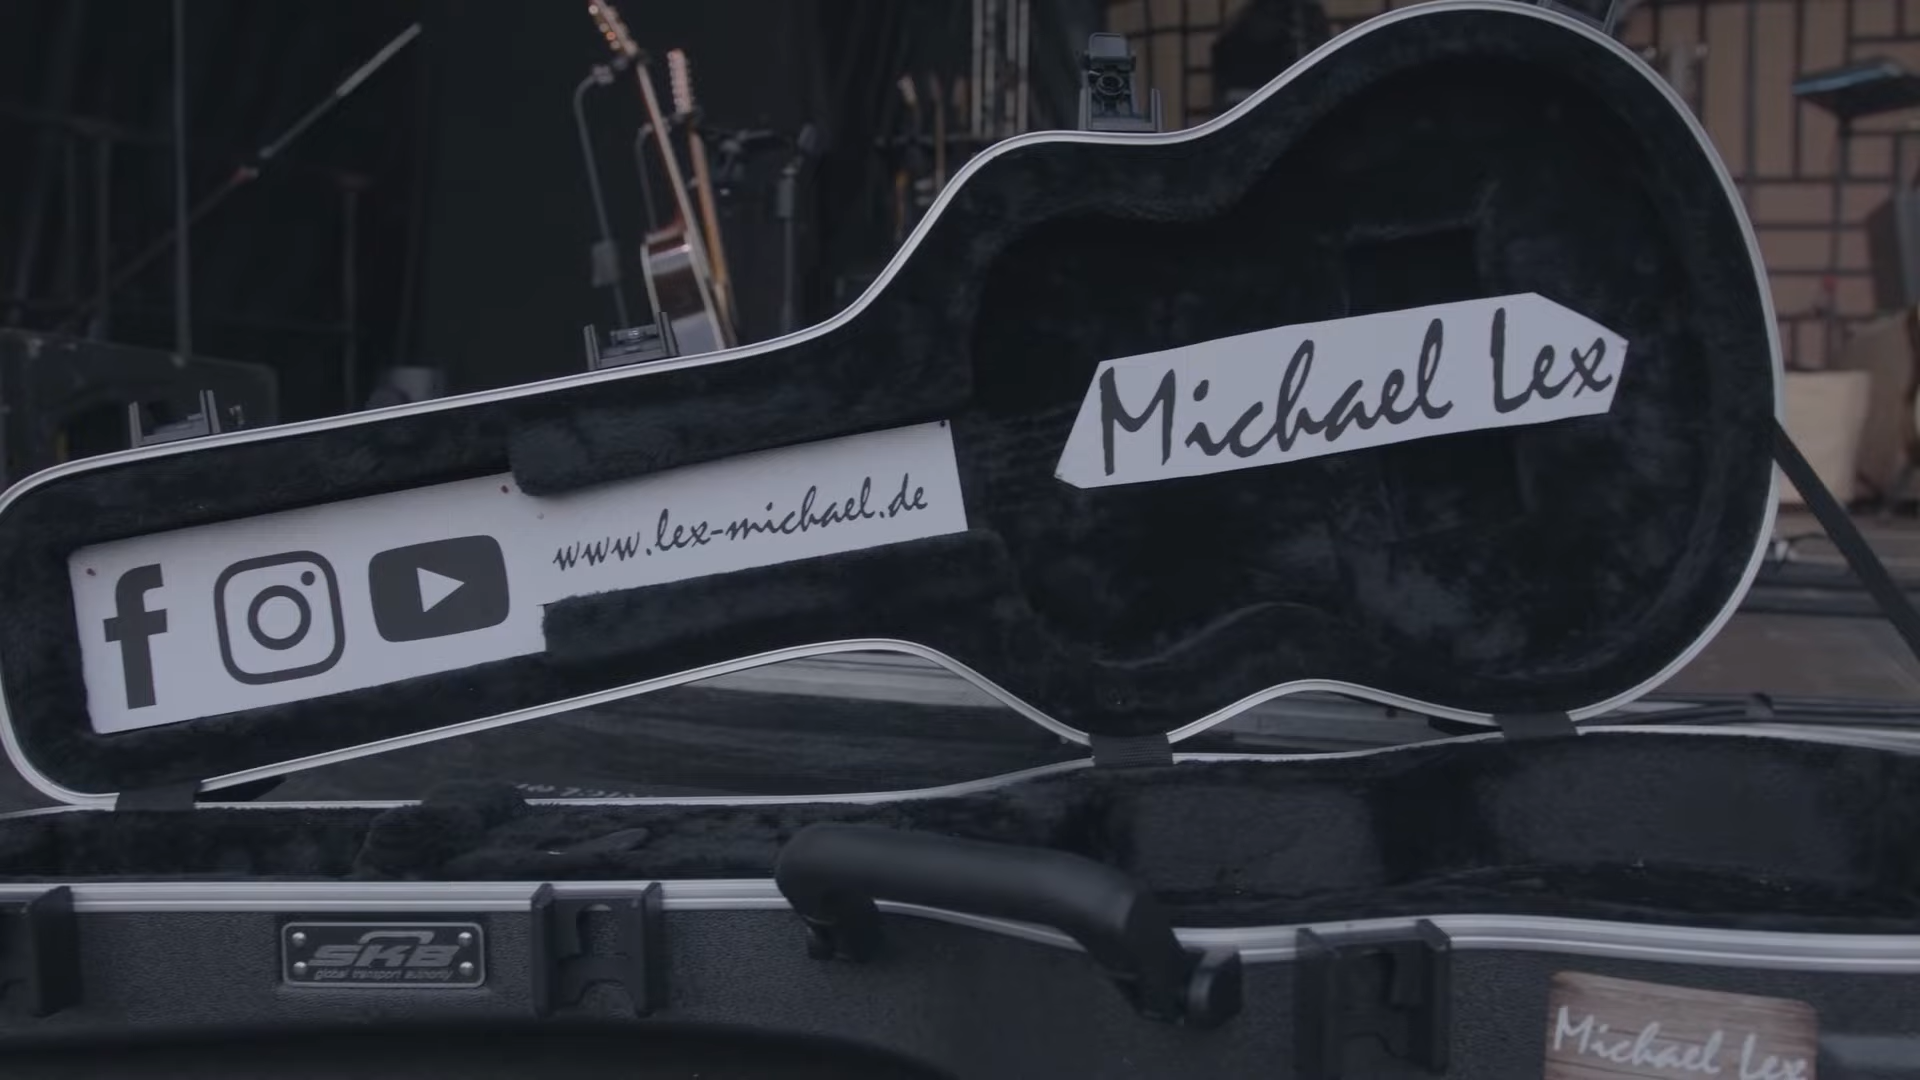 Michael Lex
www.lex-michael.de
SKB
global transport authority
Michael Lex